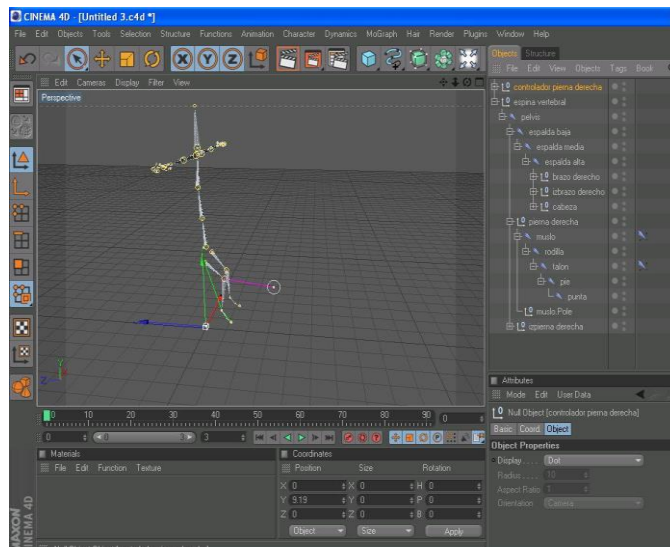 CINEMA 4D - [Untitled 3.c4d *]
File Edit Objects Tools Selection Structure Functions Animation Character Dynamics MoGraph Hair Render Plugins Window Help
Objects Structure
File Edit View Objects Tags Book
Edit Cameras Display Filter View
Perspective
controlador pierna derecha
espina vertebral
pelvis
espalda baja
espalda media
espalda alta
brazo derecho
izbrazo derecho
cabeza
pierna derecha
muslo
rodilla
talon
pie
punta
muslo.Pole
izpierna derecha
Y
Z
Attributes
Mode Edit User Data
Null Object [controlador pierna derecha]
Basic Coord. Object
Object Properties
Display . . . . Dot
Radius . . . . 10
Aspect Ratio 1
Orientation Camera
0 10 20 30 40 50 60 70 80 90 0
0 0 3 3
Materials
File Edit Function Texture
Coordinates
Position Size Rotation
X 0 X 0 H 0
Y 9.19 Y 0 P 0
Z 0 Z 0 B 0
Object Size Apply
MAXON
CINEMA 4D